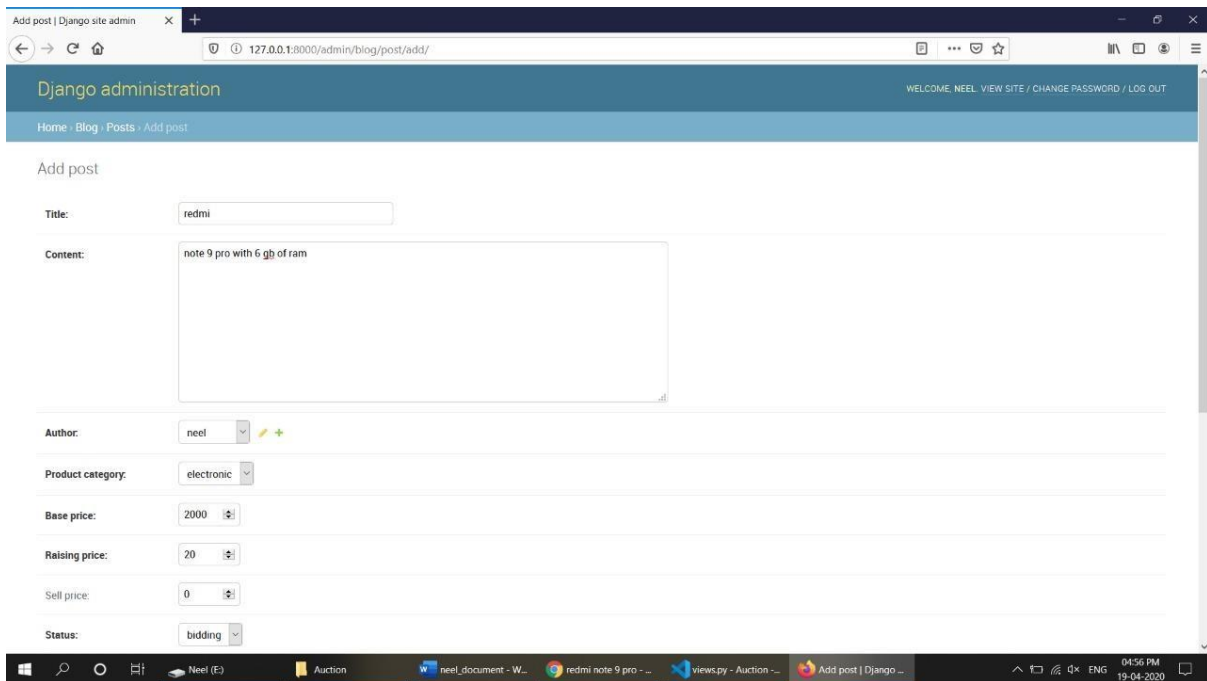 Add post | Django site admin
127.0.0.1:8000/admin/blog/post/add/
Django administration
WELCOME, NEEL. VIEW SITE / CHANGE PASSWORD / LOG OUT
Home › Blog › Posts › Add post
Add post
Title: redmi
Content: note 9 pro with 6 gb of ram
Author: neel
Product category: electronic
Base price: 2000
Raising price: 20
Sell price: 0
Status: bidding
Neel (E:) Auction neel_document - W... redmi note 9 pro - ... views.py - Auction -... Add post | Django ... ENG 04:56 PM
19-04-2020